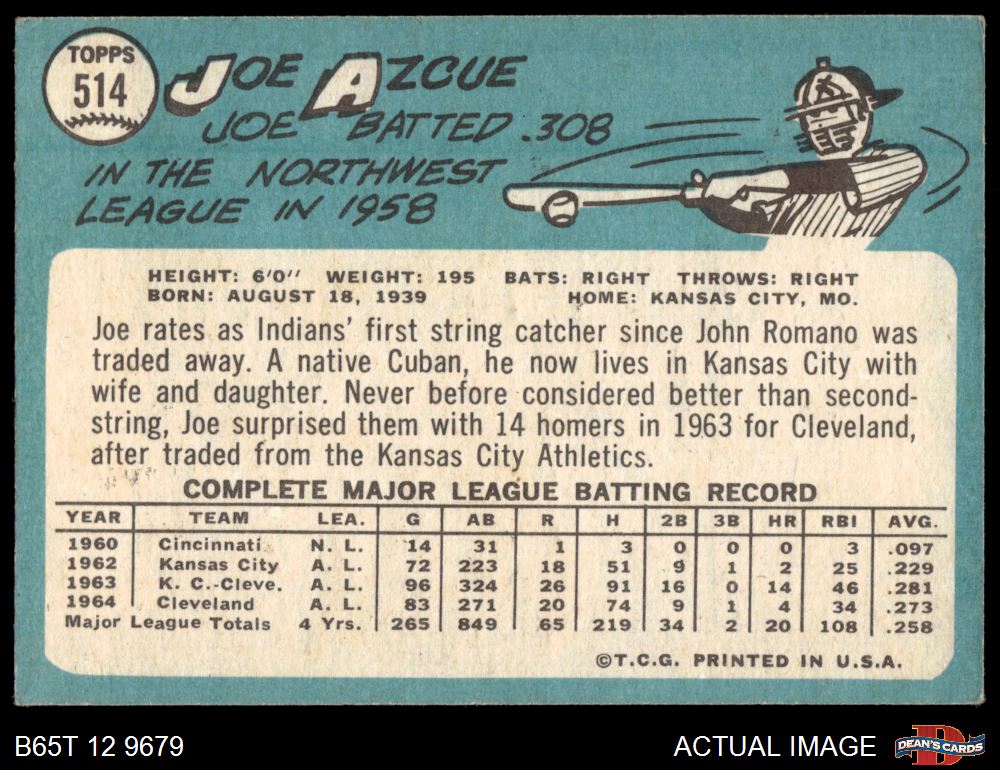 TOPPS
514
JOE AZCUE
JOE BATTED .308
IN THE NORTHWEST
LEAGUE IN 1958
HEIGHT: 6'0" WEIGHT: 195 BATS: RIGHT THROWS: RIGHT
BORN: AUGUST 18, 1939 HOME: KANSAS CITY, MO.
Joe rates as Indians' first string catcher since John Romano was
traded away. A native Cuban, he now lives in Kansas City with
wife and daughter. Never before considered better than second-
string, Joe surprised them with 14 homers in 1963 for Cleveland,
after traded from the Kansas City Athletics.
COMPLETE MAJOR LEAGUE BATTING RECORD
YEAR TEAM LEA. G AB R H 2B 3B HR RBI AVG.
1960 Cincinnati N. L. 14 31 1 3 0 0 0 3 .097
1962 Kansas City A. L. 72 223 18 51 9 1 2 25 .229
1963 K. C.-Cleve. A. L. 96 324 26 91 16 0 14 46 .281
1964 Cleveland A. L. 83 271 20 74 9 1 4 34 .273
Major League Totals 4 Yrs. 265 849 65 219 34 2 20 108 .258
©T.C.G. PRINTED IN U.S.A.
B65T 12 9679 ACTUAL IMAGE DEAN'S CARDS